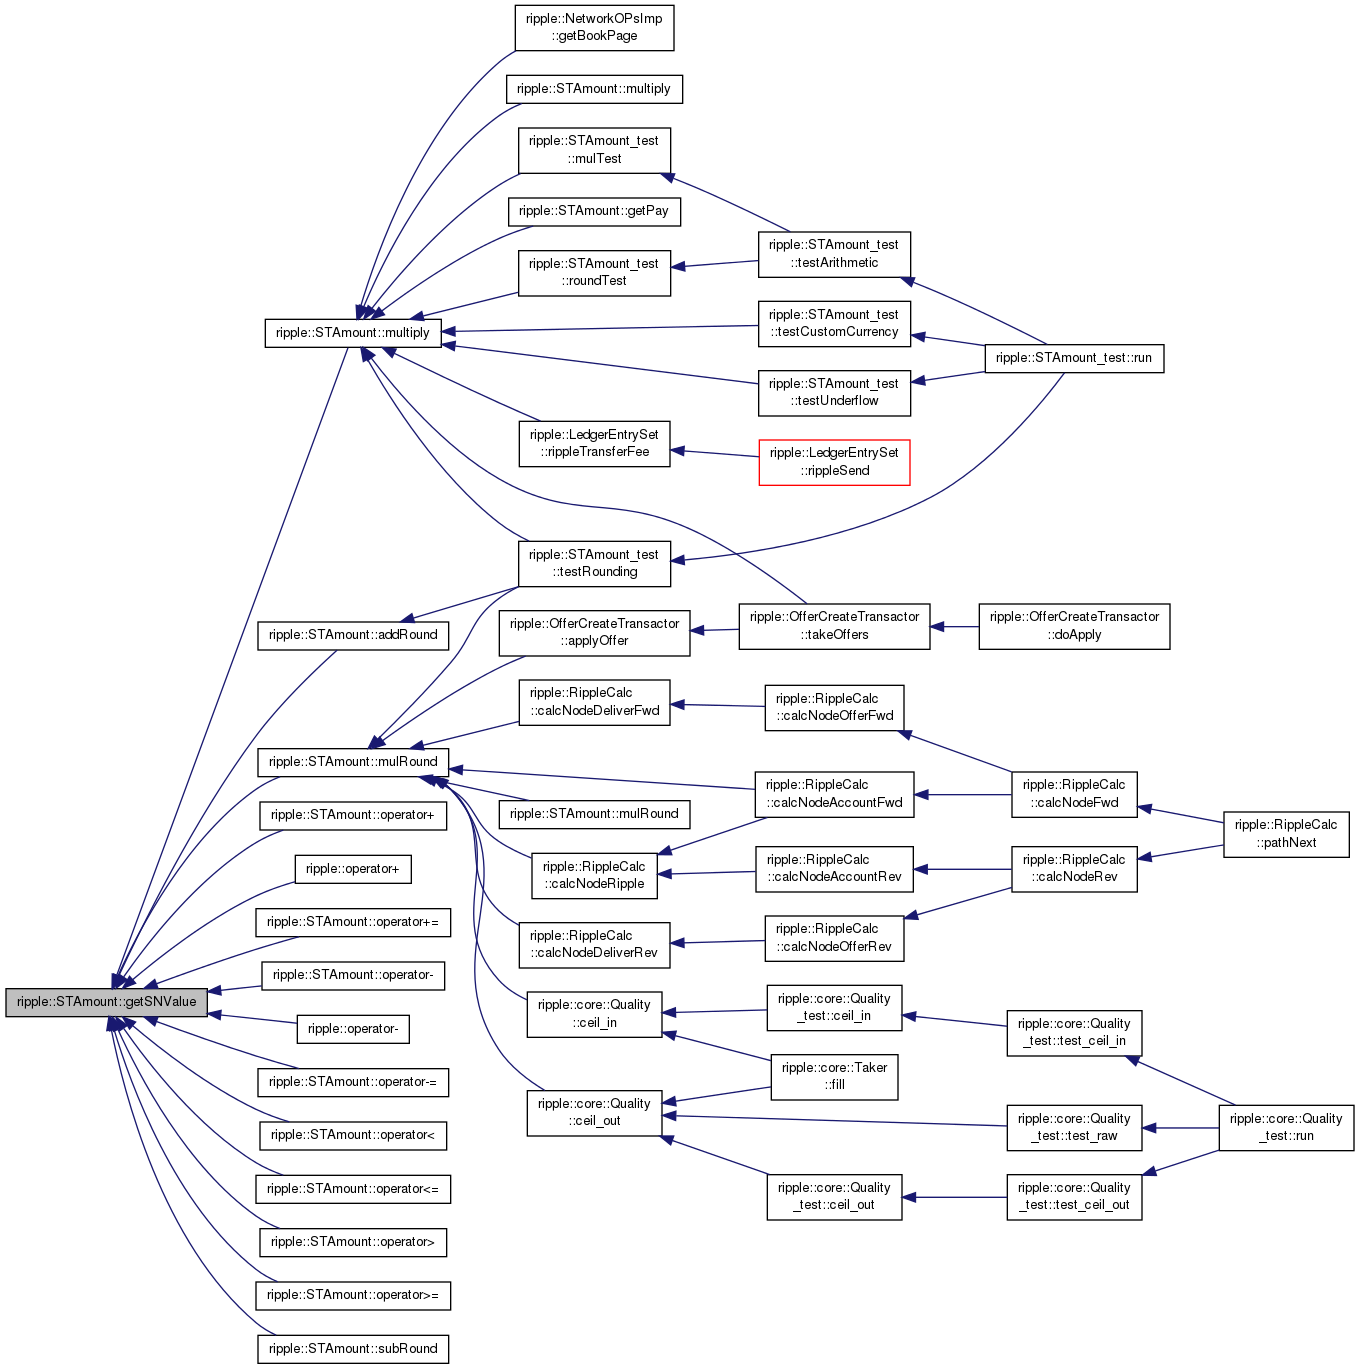 ripple::NetworkOPsImp
::getBookPage
ripple::STAmount::multiply
ripple::STAmount_test
::mulTest
ripple::STAmount::getPay
ripple::STAmount_test
::testArithmetic
ripple::STAmount_test
::roundTest
ripple::STAmount_test
::testCustomCurrency
ripple::STAmount::multiply
ripple::STAmount_test::run
ripple::STAmount_test
::testUnderflow
ripple::LedgerEntrySet
::rippleTransferFee
ripple::LedgerEntrySet
::rippleSend
ripple::STAmount_test
::testRounding
ripple::STAmount::addRound
ripple::OfferCreateTransactor
::applyOffer
ripple::OfferCreateTransactor
::takeOffers
ripple::OfferCreateTransactor
::doApply
ripple::RippleCalc
::calcNodeDeliverFwd
ripple::RippleCalc
::calcNodeOfferFwd
ripple::STAmount::mulRound
ripple::RippleCalc
::calcNodeAccountFwd
ripple::RippleCalc
::calcNodeFwd
ripple::STAmount::operator+
ripple::STAmount::mulRound
ripple::RippleCalc
::pathNext
ripple::operator+
ripple::RippleCalc
::calcNodeRipple
ripple::RippleCalc
::calcNodeAccountRev
ripple::RippleCalc
::calcNodeRev
ripple::STAmount::operator+=
ripple::RippleCalc
::calcNodeDeliverRev
ripple::RippleCalc
::calcNodeOfferRev
ripple::STAmount::operator-
ripple::STAmount::getSNValue
ripple::operator-
ripple::core::Quality
::ceil_in
ripple::core::Quality
_test::ceil_in
ripple::core::Quality
_test::test_ceil_in
ripple::STAmount::operator-=
ripple::core::Taker
::fill
ripple::core::Quality
::ceil_out
ripple::STAmount::operator<
ripple::core::Quality
_test::test_raw
ripple::core::Quality
_test::run
ripple::STAmount::operator<=
ripple::core::Quality
_test::ceil_out
ripple::core::Quality
_test::test_ceil_out
ripple::STAmount::operator>
ripple::STAmount::operator>=
ripple::STAmount::subRound